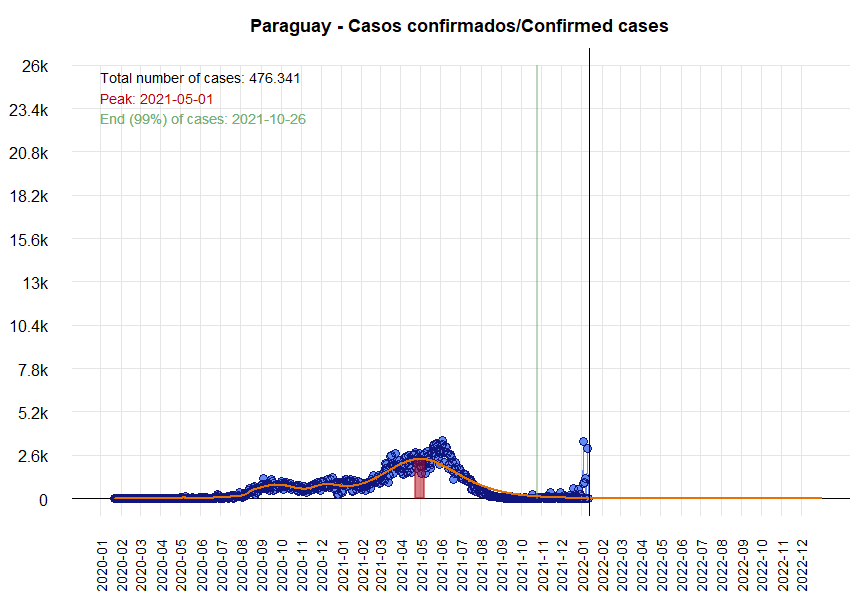 Paraguay - Casos confirmados/Confirmed cases
26k
Total number of cases: 476.341
Peak: 2021-05-01
23.4k
End (99%) of cases: 2021-10-26
20.8k
18.2k
15.6k
13k
10.4k
7.8k
5.2k
2.6k
0
2020-01
2020-02
2020-03
2020-04
2020-05
2020-06
2020-07
2020-08
2020-09
2020-10
2020-11
2020-12
2021-01
2021-02
2021-03
2021-04
2021-05
2021-06
2021-07
2021-08
2021-09
2021-10
2021-11
2021-12
2022-01
2022-02
2022-03
2022-04
2022-05
2022-06
2022-07
2022-08
2022-09
2022-10
2022-11
2022-12